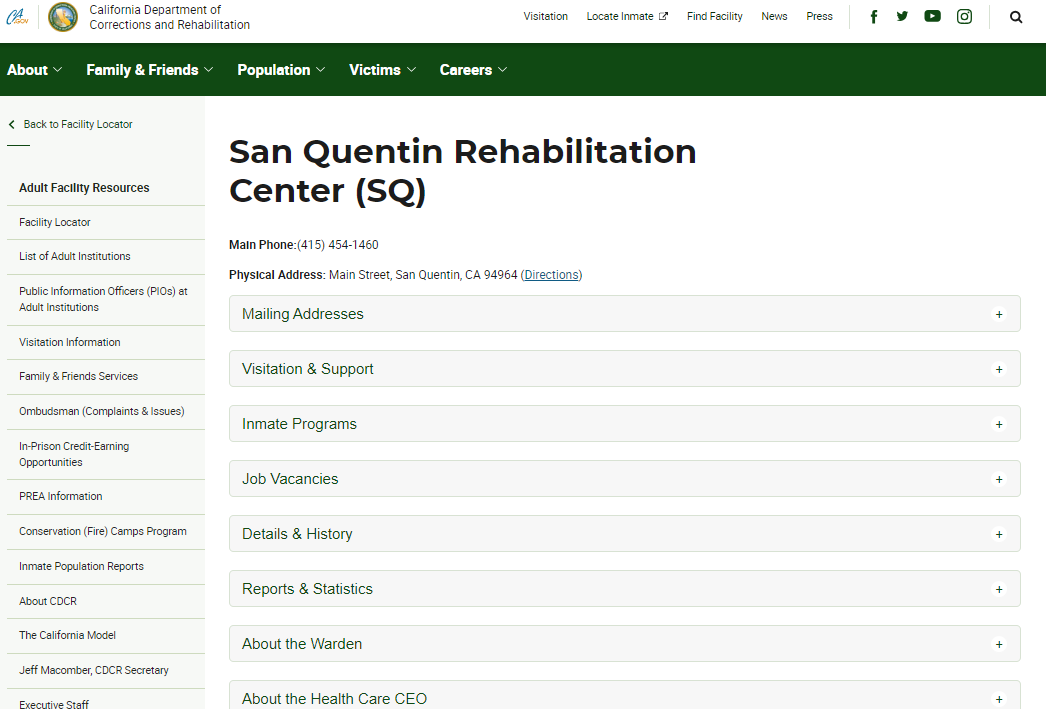 CA.GOV
California Department of
Corrections and Rehabilitation
Visitation
Locate Inmate
Find Facility
News
Press
About
Family & Friends
Population
Victims
Careers
Back to Facility Locator
Adult Facility Resources
Facility Locator
List of Adult Institutions
Public Information Officers (PIOs) at
Adult Institutions
Visitation Information
Family & Friends Services
Ombudsman (Complaints & Issues)
In-Prison Credit-Earning
Opportunities
PREA Information
Conservation (Fire) Camps Program
Inmate Population Reports
About CDCR
The California Model
Jeff Macomber, CDCR Secretary
Executive Staff
San Quentin Rehabilitation
Center (SQ)
Main Phone:(415) 454-1460
Physical Address: Main Street, San Quentin, CA 94964 (Directions)
Mailing Addresses +
Visitation & Support +
Inmate Programs +
Job Vacancies +
Details & History +
Reports & Statistics +
About the Warden +
About the Health Care CEO +